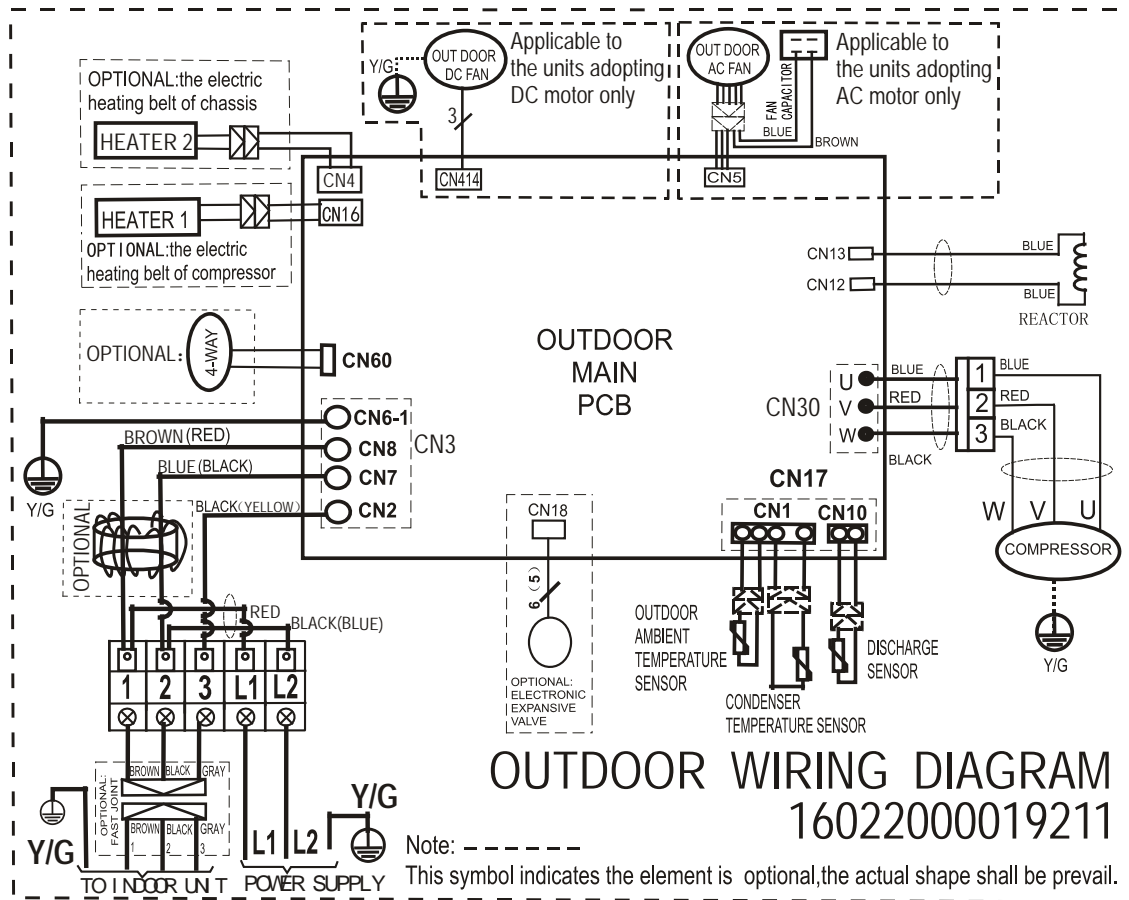 OPTIONAL:the electric
heating belt of chassis
HEATER 2
CN4
HEATER 1
CN16
OPTIONAL:the electric
heating belt of compressor
Y/G
OUT DOOR
DC FAN
Applicable to
the units adopting
DC motor only
3
CN414
OUT DOOR
AC FAN
FAN
CAPACITOR
BLUE
BROWN
Applicable to
the units adopting
AC motor only
CN5
CN13
BLUE
CN12
BLUE
REACTOR
OPTIONAL:
4-WAY
CN60
OUTDOOR
MAIN
PCB
CN30
U
V
W
BLUE
RED
BLACK
1
2
3
BLUE
RED
BLACK
W V U
COMPRESSOR
Y/G
CN6-1
CN8
CN7
CN2
CN3
BROWN(RED)
BLUE(BLACK)
BLACK(YELLOW)
Y/G
OPTIONAL
RED
BLACK(BLUE)
1 2 3 L1 L2
CN18
6 (5)
OPTIONAL:
ELECTRONIC
EXPANSIVE
VALVE
CN17
CN1 CN10
OUTDOOR
AMBIENT
TEMPERATURE
SENSOR
CONDENSER
TEMPERATURE SENSOR
DISCHARGE
SENSOR
OPTIONAL:
FAST JOINT
BROWN BLACK GRAY
BROWN BLACK GRAY
1 2 3
Y/G
L1 L2
Y/G
TO INDOOR UNIT
POWER SUPPLY
OUTDOOR WIRING DIAGRAM
16022000019211
Note:
This symbol indicates the element is optional,the actual shape shall be prevail.